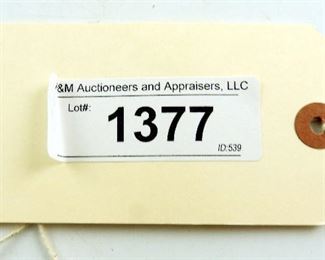 &M Auctioneers and Appraisers, LLC
Lot#:
1377
ID:539